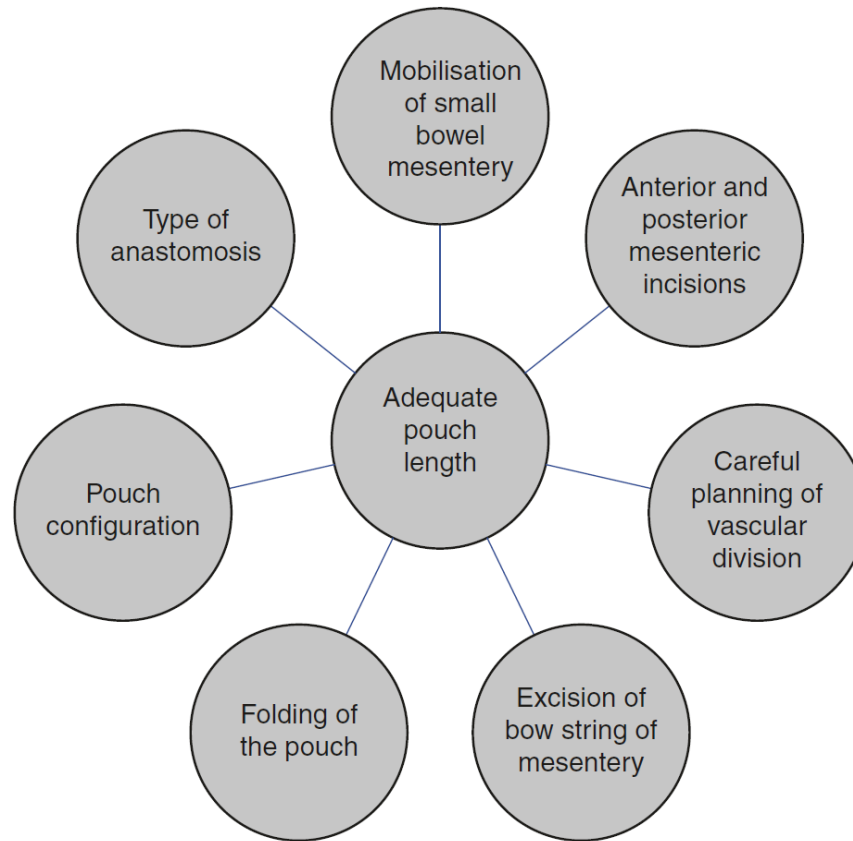 Mobilisation
of small
bowel
mesentery
Anterior and
posterior
mesenteric
incisions
Careful
planning of
vascular
division
Excision of
bow string of
mesentery
Folding of
the pouch
Pouch
configuration
Type of
anastomosis
Adequate
pouch
length